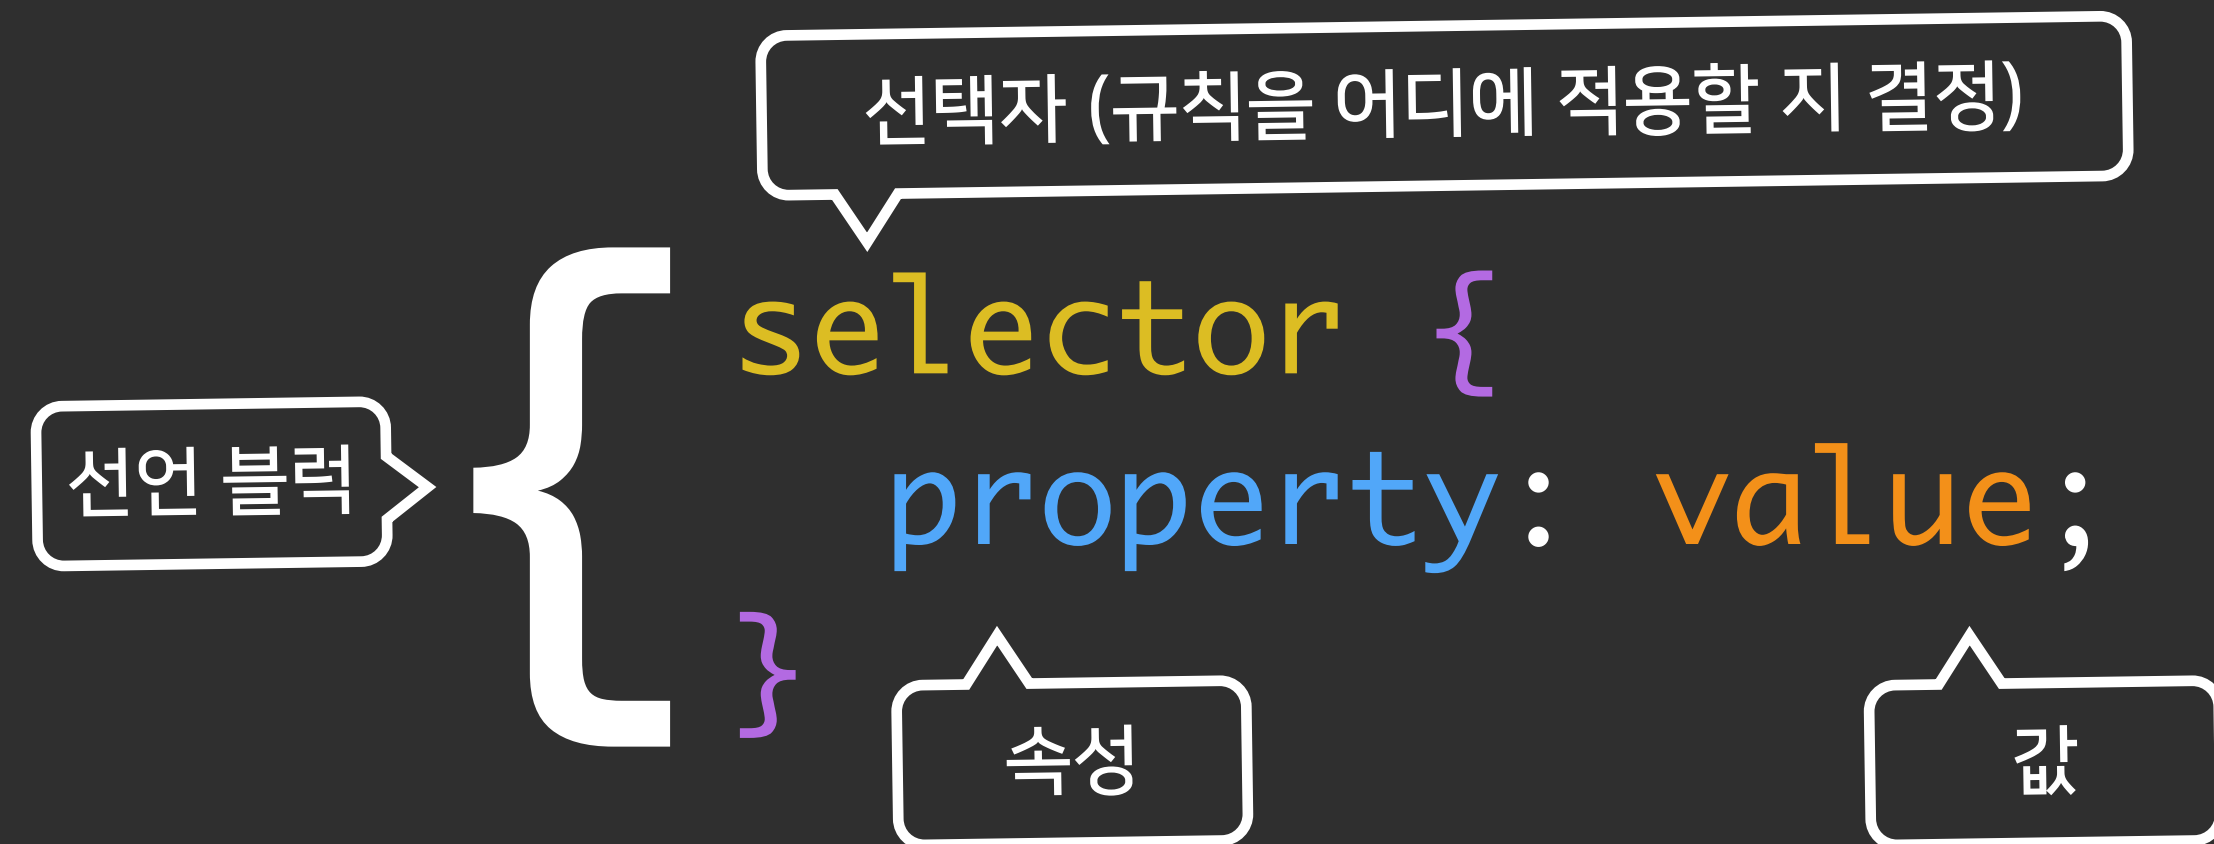 선택자 (규칙을 어디에 적용할 지 결정)
selector {
선언 블럭
property: value;
}
속성
값